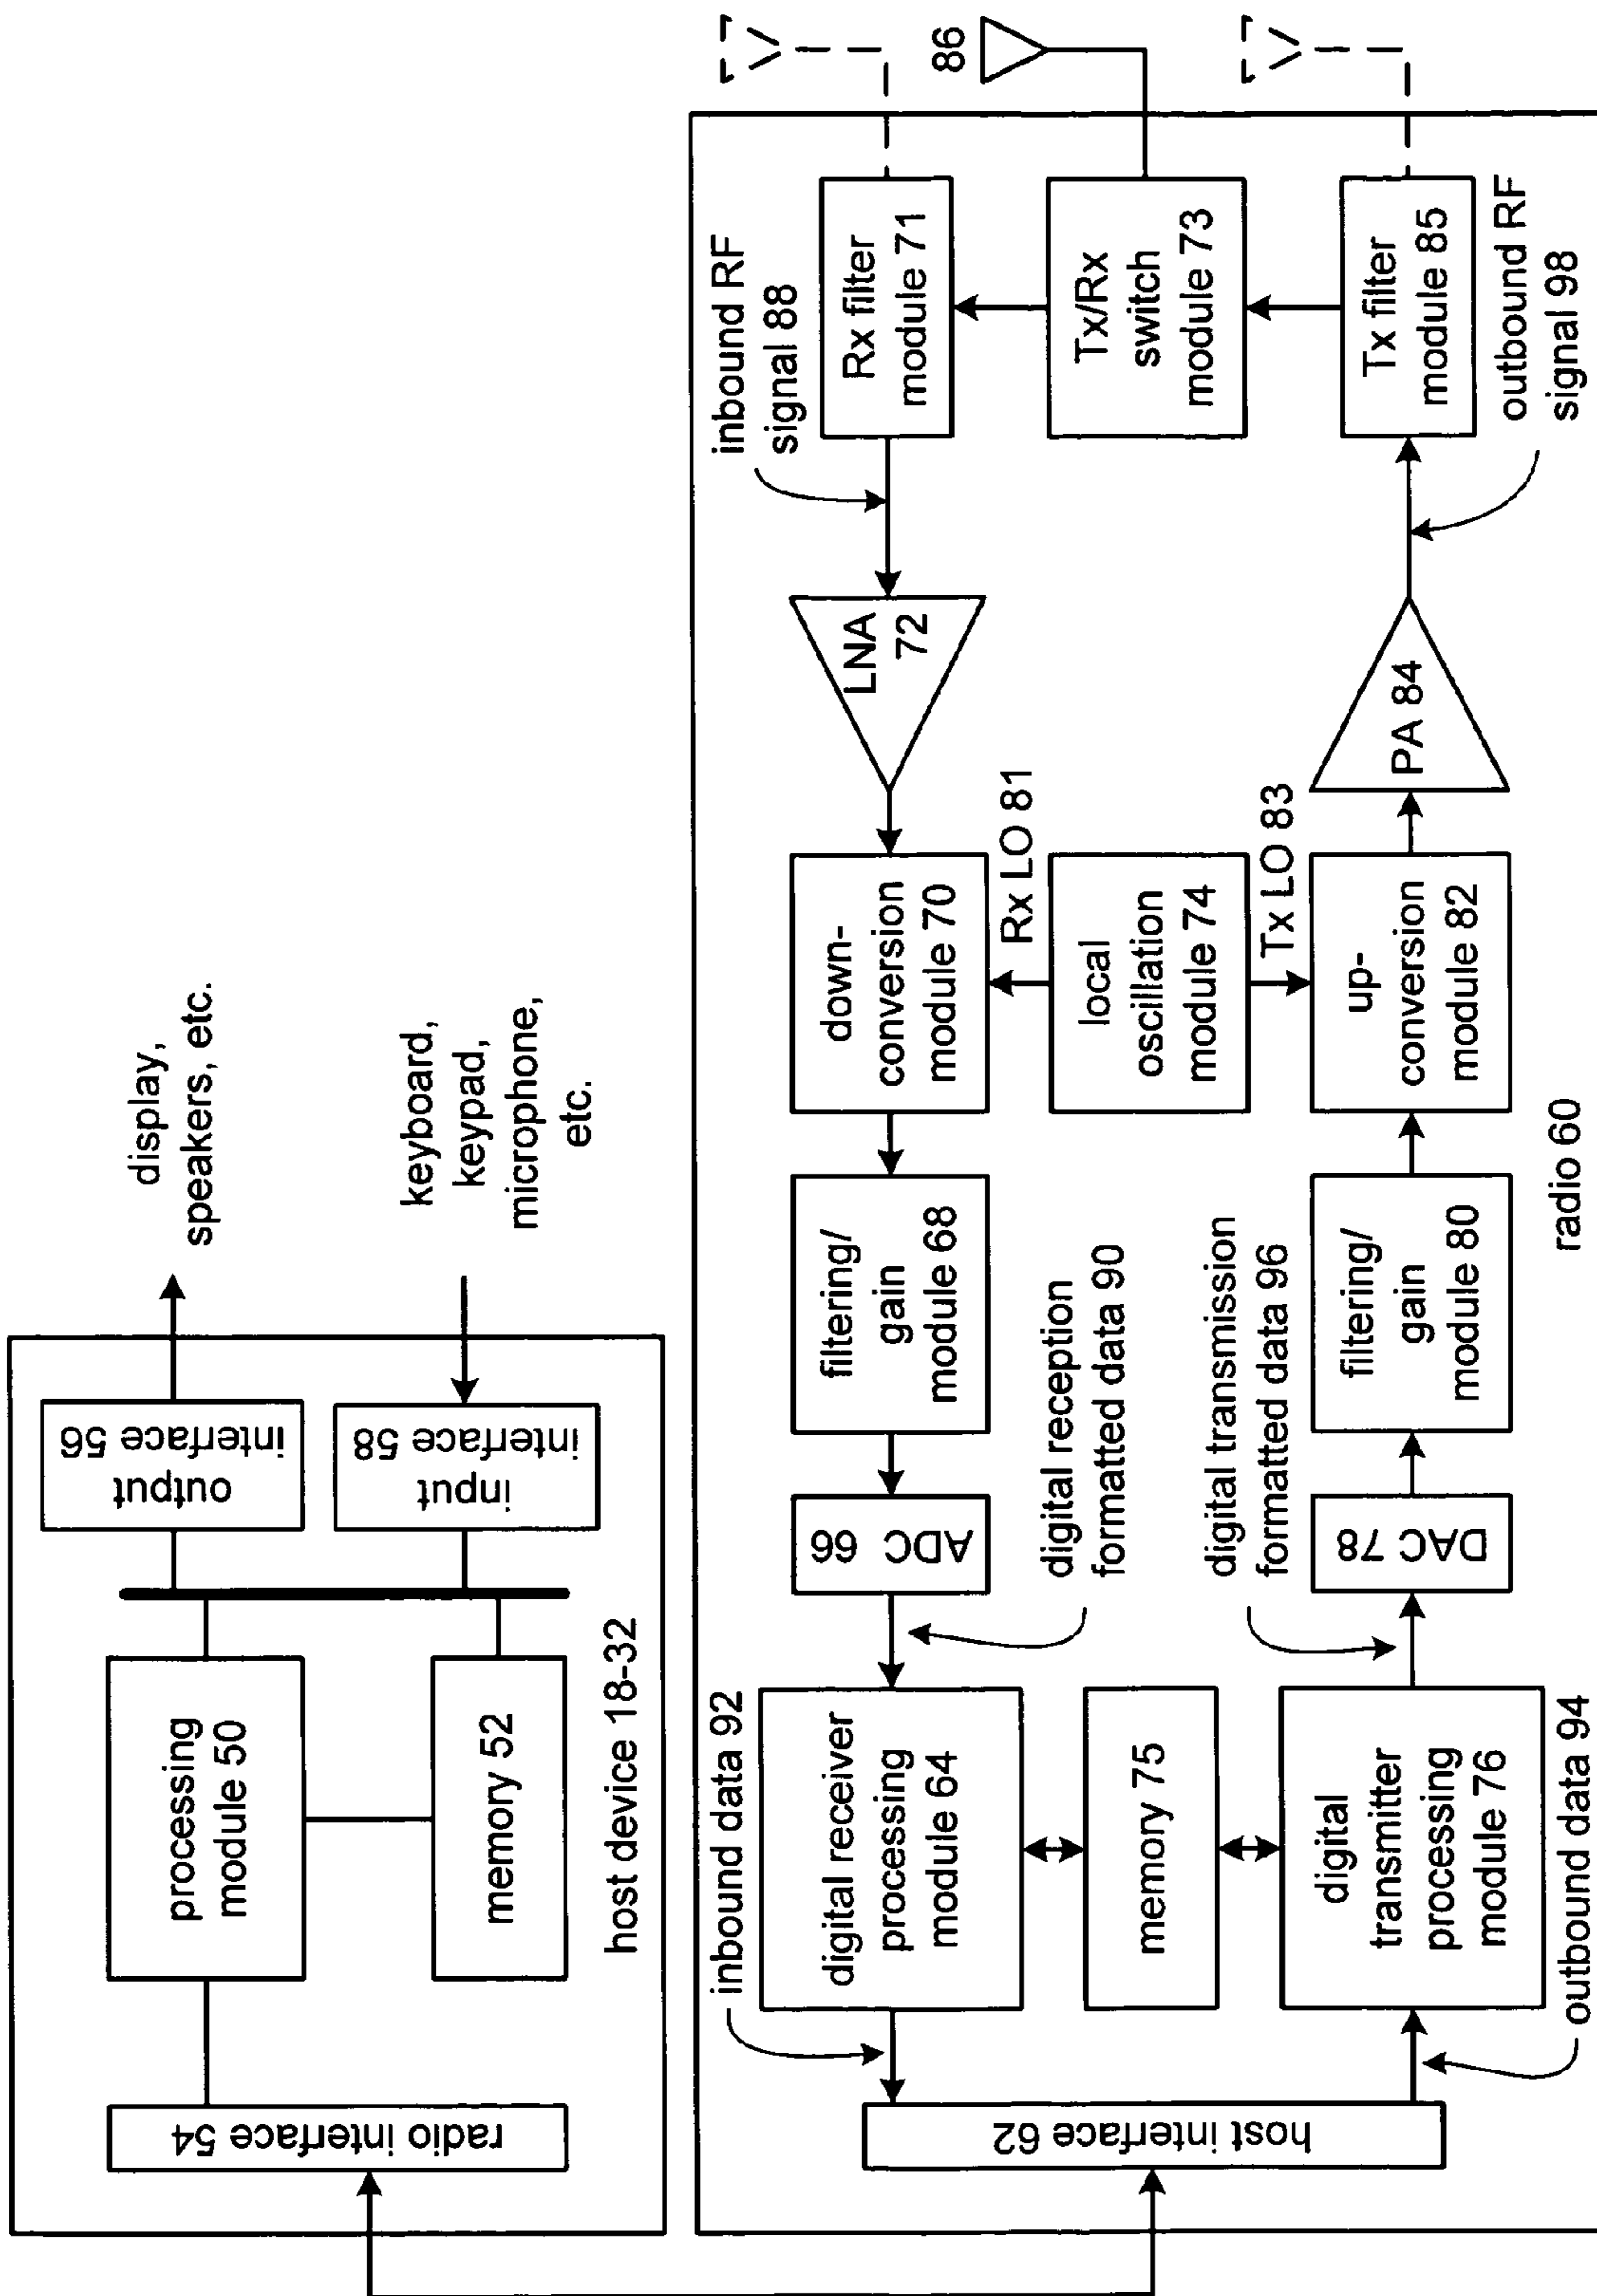 radio interface 54
processing
module 50
memory 52
output
interface 56
input
interface 58
display,
speakers, etc.
keyboard,
keypad,
microphone,
etc.
host device 18-32
host interface 62
inbound data 92
digital receiver
processing
module 64
ADC 66
filtering/
gain
module 68
down-
conversion
module 70
LNA
72
inbound RF
signal 88
Rx filter
module 71
digital reception
formatted data 90
memory 75
Rx LO 81
local
oscillation
module 74
Tx LO 83
Tx/Rx
switch
module 73
86
digital transmission
formatted data 96
digital
transmitter
processing
module 76
outbound data 94
DAC 78
filtering/
gain
module 80
up-
conversion
module 82
PA 84
Tx filter
module 85
outbound RF
signal 98
radio 60